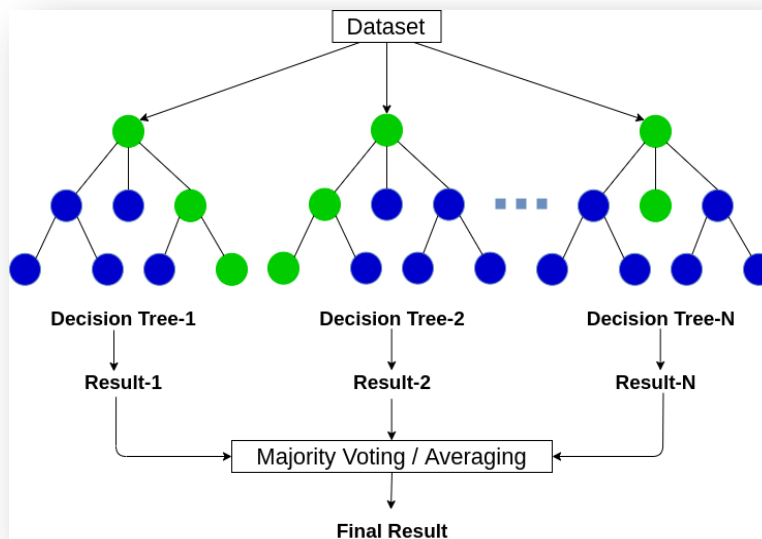 Dataset
Decision Tree-1
Decision Tree-2
Decision Tree-N
Result-1
Result-2
Result-N
Majority Voting / Averaging
Final Result